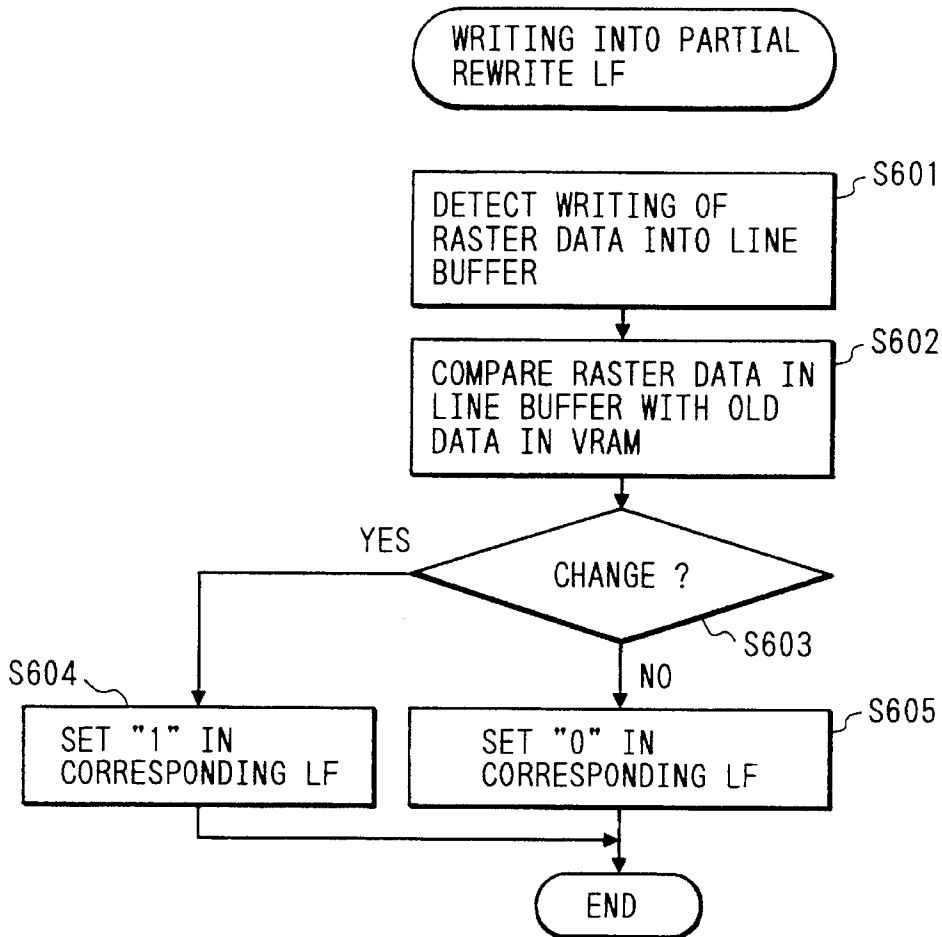 WRITING INTO PARTIAL
REWRITE LF
S601
DETECT WRITING OF
RASTER DATA INTO LINE
BUFFER
S602
COMPARE RASTER DATA IN
LINE BUFFER WITH OLD
DATA IN VRAM
YES
CHANGE ?
S603
NO
S604
SET "1" IN
CORRESPONDING LF
S605
SET "0" IN
CORRESPONDING LF
END